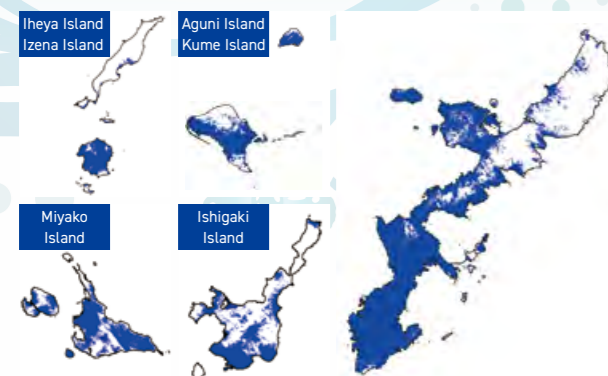 Iheya Island
Izena Island
Aguni Island
Kume Island
Miyako
Island
Ishigaki
Island